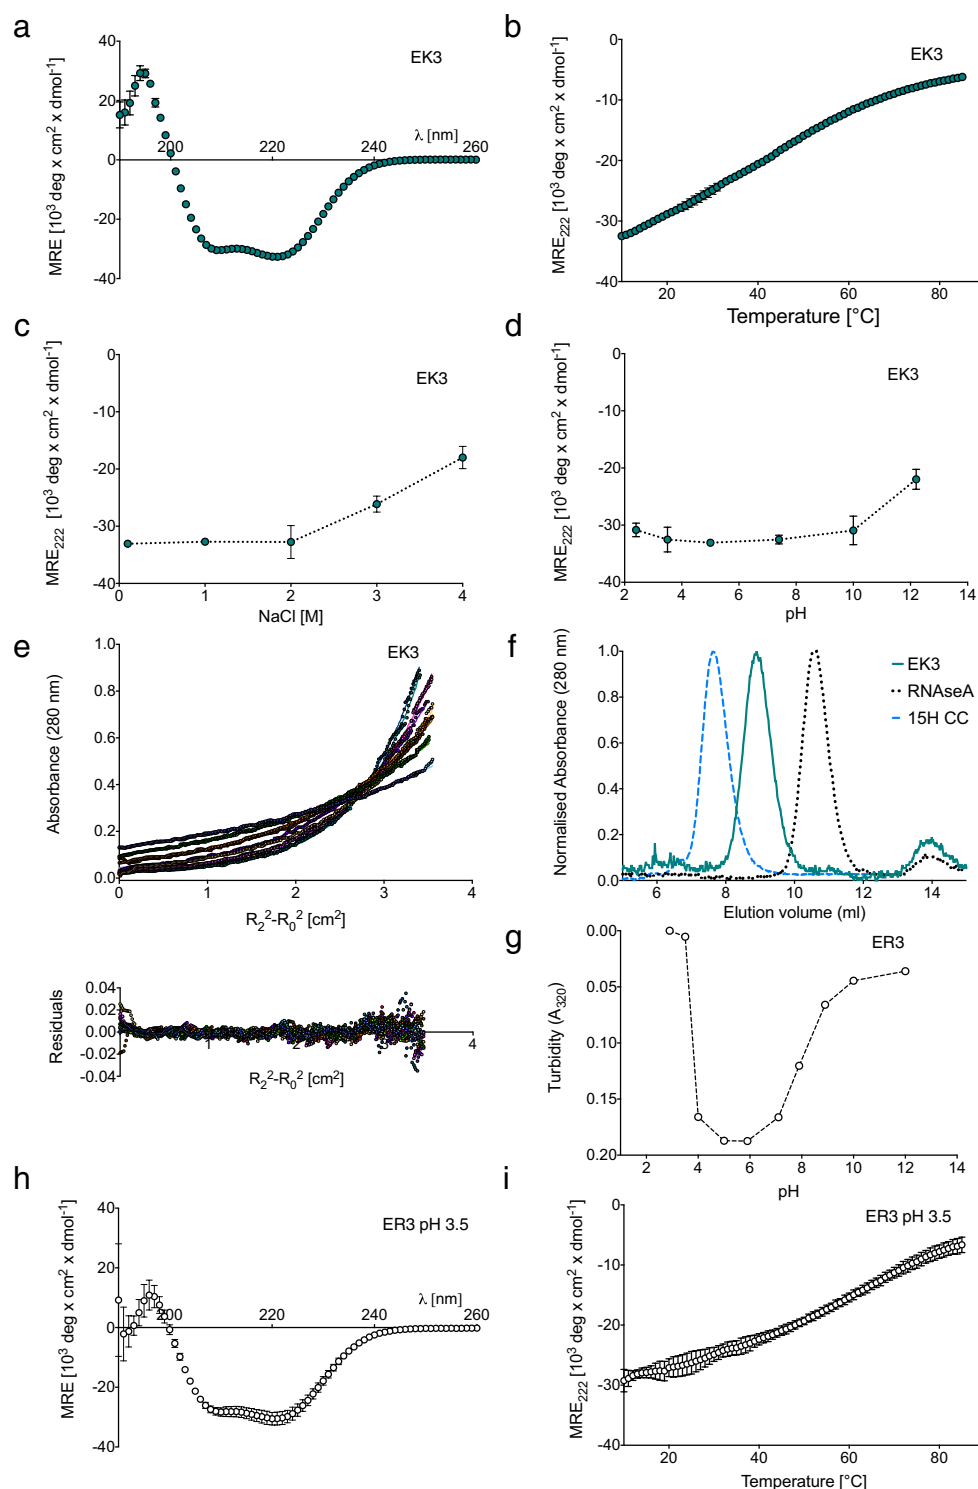 a
MRE [10³ deg x cm² x dmol⁻¹]
40
20
0
-20
-40
EK3
λ [nm]
200
220
240
260
b
MRE₂₂₂ [10³ deg x cm² x dmol⁻¹]
0
-10
-20
-30
-40
EK3
20
40
60
80
Temperature [°C]
c
MRE₂₂₂ [10³ deg x cm² x dmol⁻¹]
0
-10
-20
-30
-40
EK3
0
1
2
3
4
NaCl [M]
d
MRE₂₂₂ [10³ deg x cm² x dmol⁻¹]
0
-10
-20
-30
-40
EK3
2
4
6
8
10
12
14
pH
e
Absorbance (280 nm)
1.0
0.8
0.6
0.4
0.2
0.0
EK3
0
1
2
3
4
R₂²-R₀² [cm²]
Residuals
0.04
0.02
0.00
-0.02
-0.04
1
2
3
4
R₂²-R₀² [cm²]
f
Normalised Absorbance (280 nm)
1.0
0.8
0.6
0.4
0.2
0.0
EK3
RNAseA
15H CC
6
8
10
12
14
Elution volume (ml)
g
Turbidity (A₃₂₀)
0.00
0.05
0.10
0.15
0.20
ER3
2
4
6
8
10
12
14
pH
h
MRE [10³ deg x cm² x dmol⁻¹]
40
20
0
-20
-40
ER3 pH 3.5
λ [nm]
200
220
240
260
i
MRE₂₂₂ [10³ deg x cm² x dmol⁻¹]
0
-10
-20
-30
-40
ER3 pH 3.5
20
40
60
80
Temperature [°C]